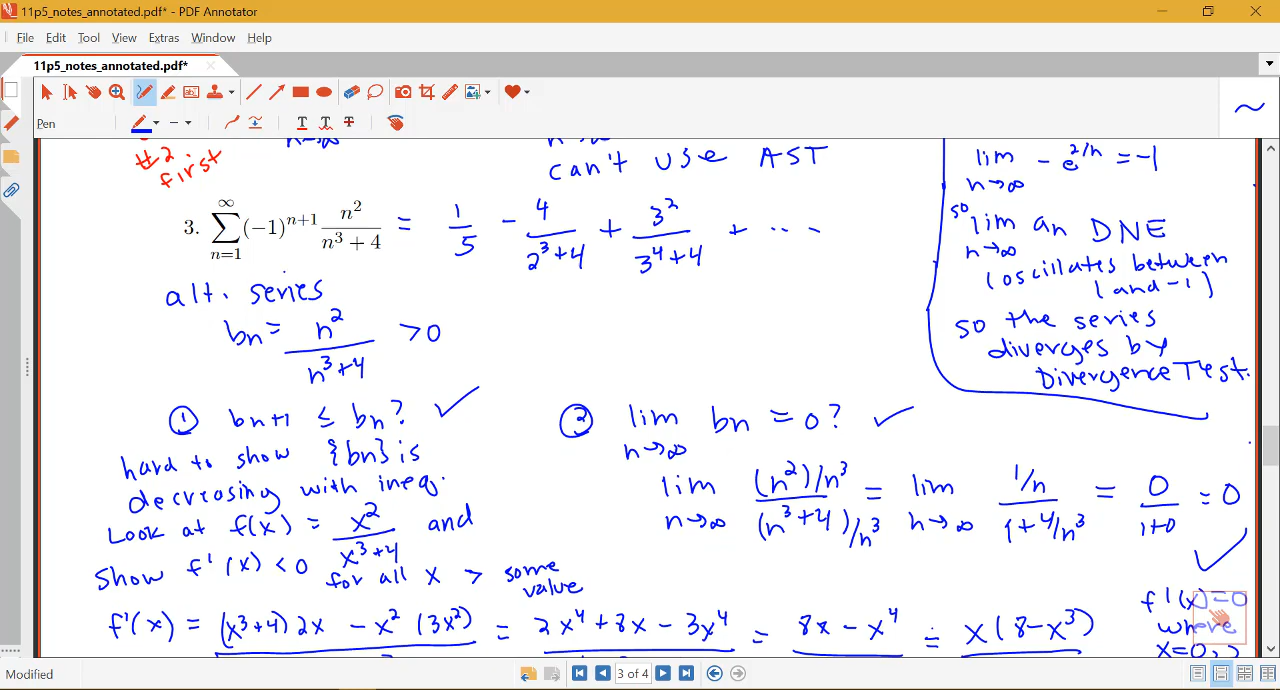 11p5_notes_annotated.pdf* - PDF Annotator
File Edit Dol View Extras Window Help
11p5_notes_annotated.pdf*
Pen
#2 first
n→∞
n→∞
can't use AST
lim - e^{2/n} = -1
n→∞
so lim an DNE
n→∞
(oscillates between
1 and -1)
so the series
diverges by
Divergence Test.
3. ∑_{n=1}^{∞} (-1)^{n+1} n^2/(n^3 + 4) = 1/5 - 4/(2^3+4) + 3^2/(3^4+4) + ...
alt. series
bn = n^2/(n^3+4) > 0
① bn+1 ≤ bn? ✓
hard to show {bn} is
decreasing with ineq.
Look at f(x) = x^2/(x^3+4) and
show f'(x) < 0 for all x > some value
② lim bn = 0? ✓
n→∞
lim_{n→∞} (n^2)/n^3 / (n^3+4)/n^3 = lim_{n→∞} 1/n / (1+4/n^3) = 0/(1+0) = 0 ✓
f'(x) = (x^3+4) 2x - x^2 (3x^2) = 2x^4 + 8x - 3x^4 = 8x - x^4 = x(8-x^3)
f'(x)=0
where
x=0,
Modified
3 of 4